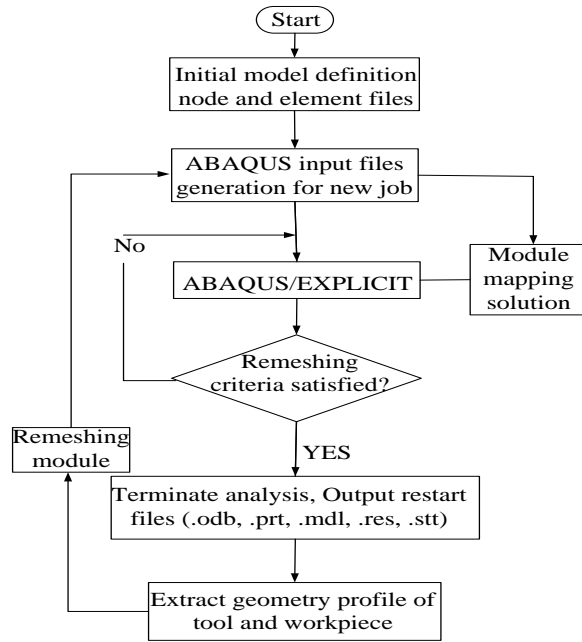 Start
Initial model definition
node and element files
ABAQUS input files
generation for new job
No
Module
mapping
solution
ABAQUS/EXPLICIT
Remeshing
criteria satisfied?
Remeshing
module
YES
Terminate analysis, Output restart
files (.odb, .prt, .mdl, .res, .stt)
Extract geometry profile of
tool and workpiece